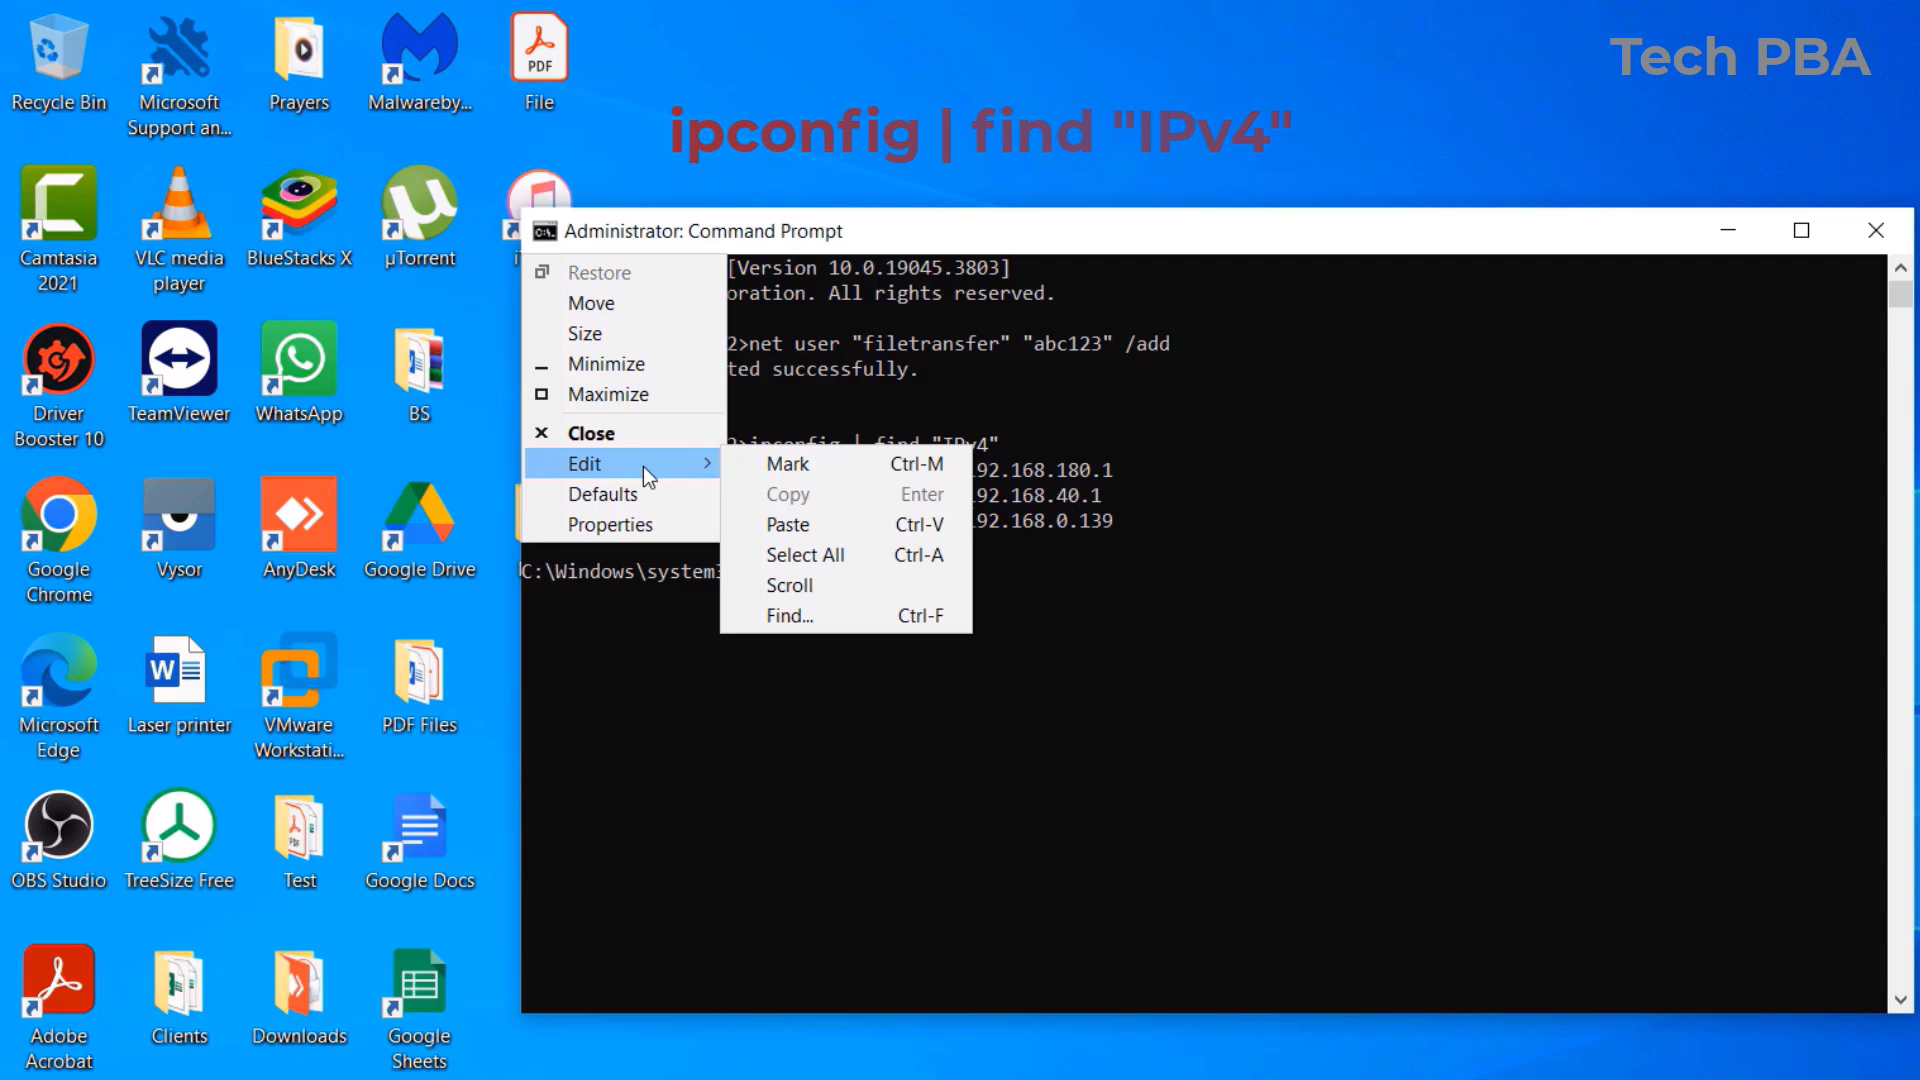 Tech PBA
ipconfig | find "IPv4"
Recycle Bin
Microsoft
Support an...
Prayers
Malwareby...
PDF
File
Camtasia
2021
VLC media
player
BlueStacks X
µTorrent
Driver
Booster 10
TeamViewer
WhatsApp
BS
Google
Chrome
Vysor
AnyDesk
Google Drive
Microsoft
Edge
Laser printer
VMware
Workstati...
PDF Files
OBS Studio
TreeSize Free
Test
Google Docs
Adobe
Acrobat
Clients
Downloads
Google
Sheets
Administrator: Command Prompt
[Version 10.0.19045.3803]
oration. All rights reserved.
2>net user "filetransfer" "abc123" /add
ted successfully.
2>ipconfig | find "IPv4"
92.168.180.1
92.168.40.1
92.168.0.139
C:\Windows\system3
Restore
Move
Size
Minimize
Maximize
Close
Edit
Defaults
Properties
Mark Ctrl-M
Copy Enter
Paste Ctrl-V
Select All Ctrl-A
Scroll
Find... Ctrl-F